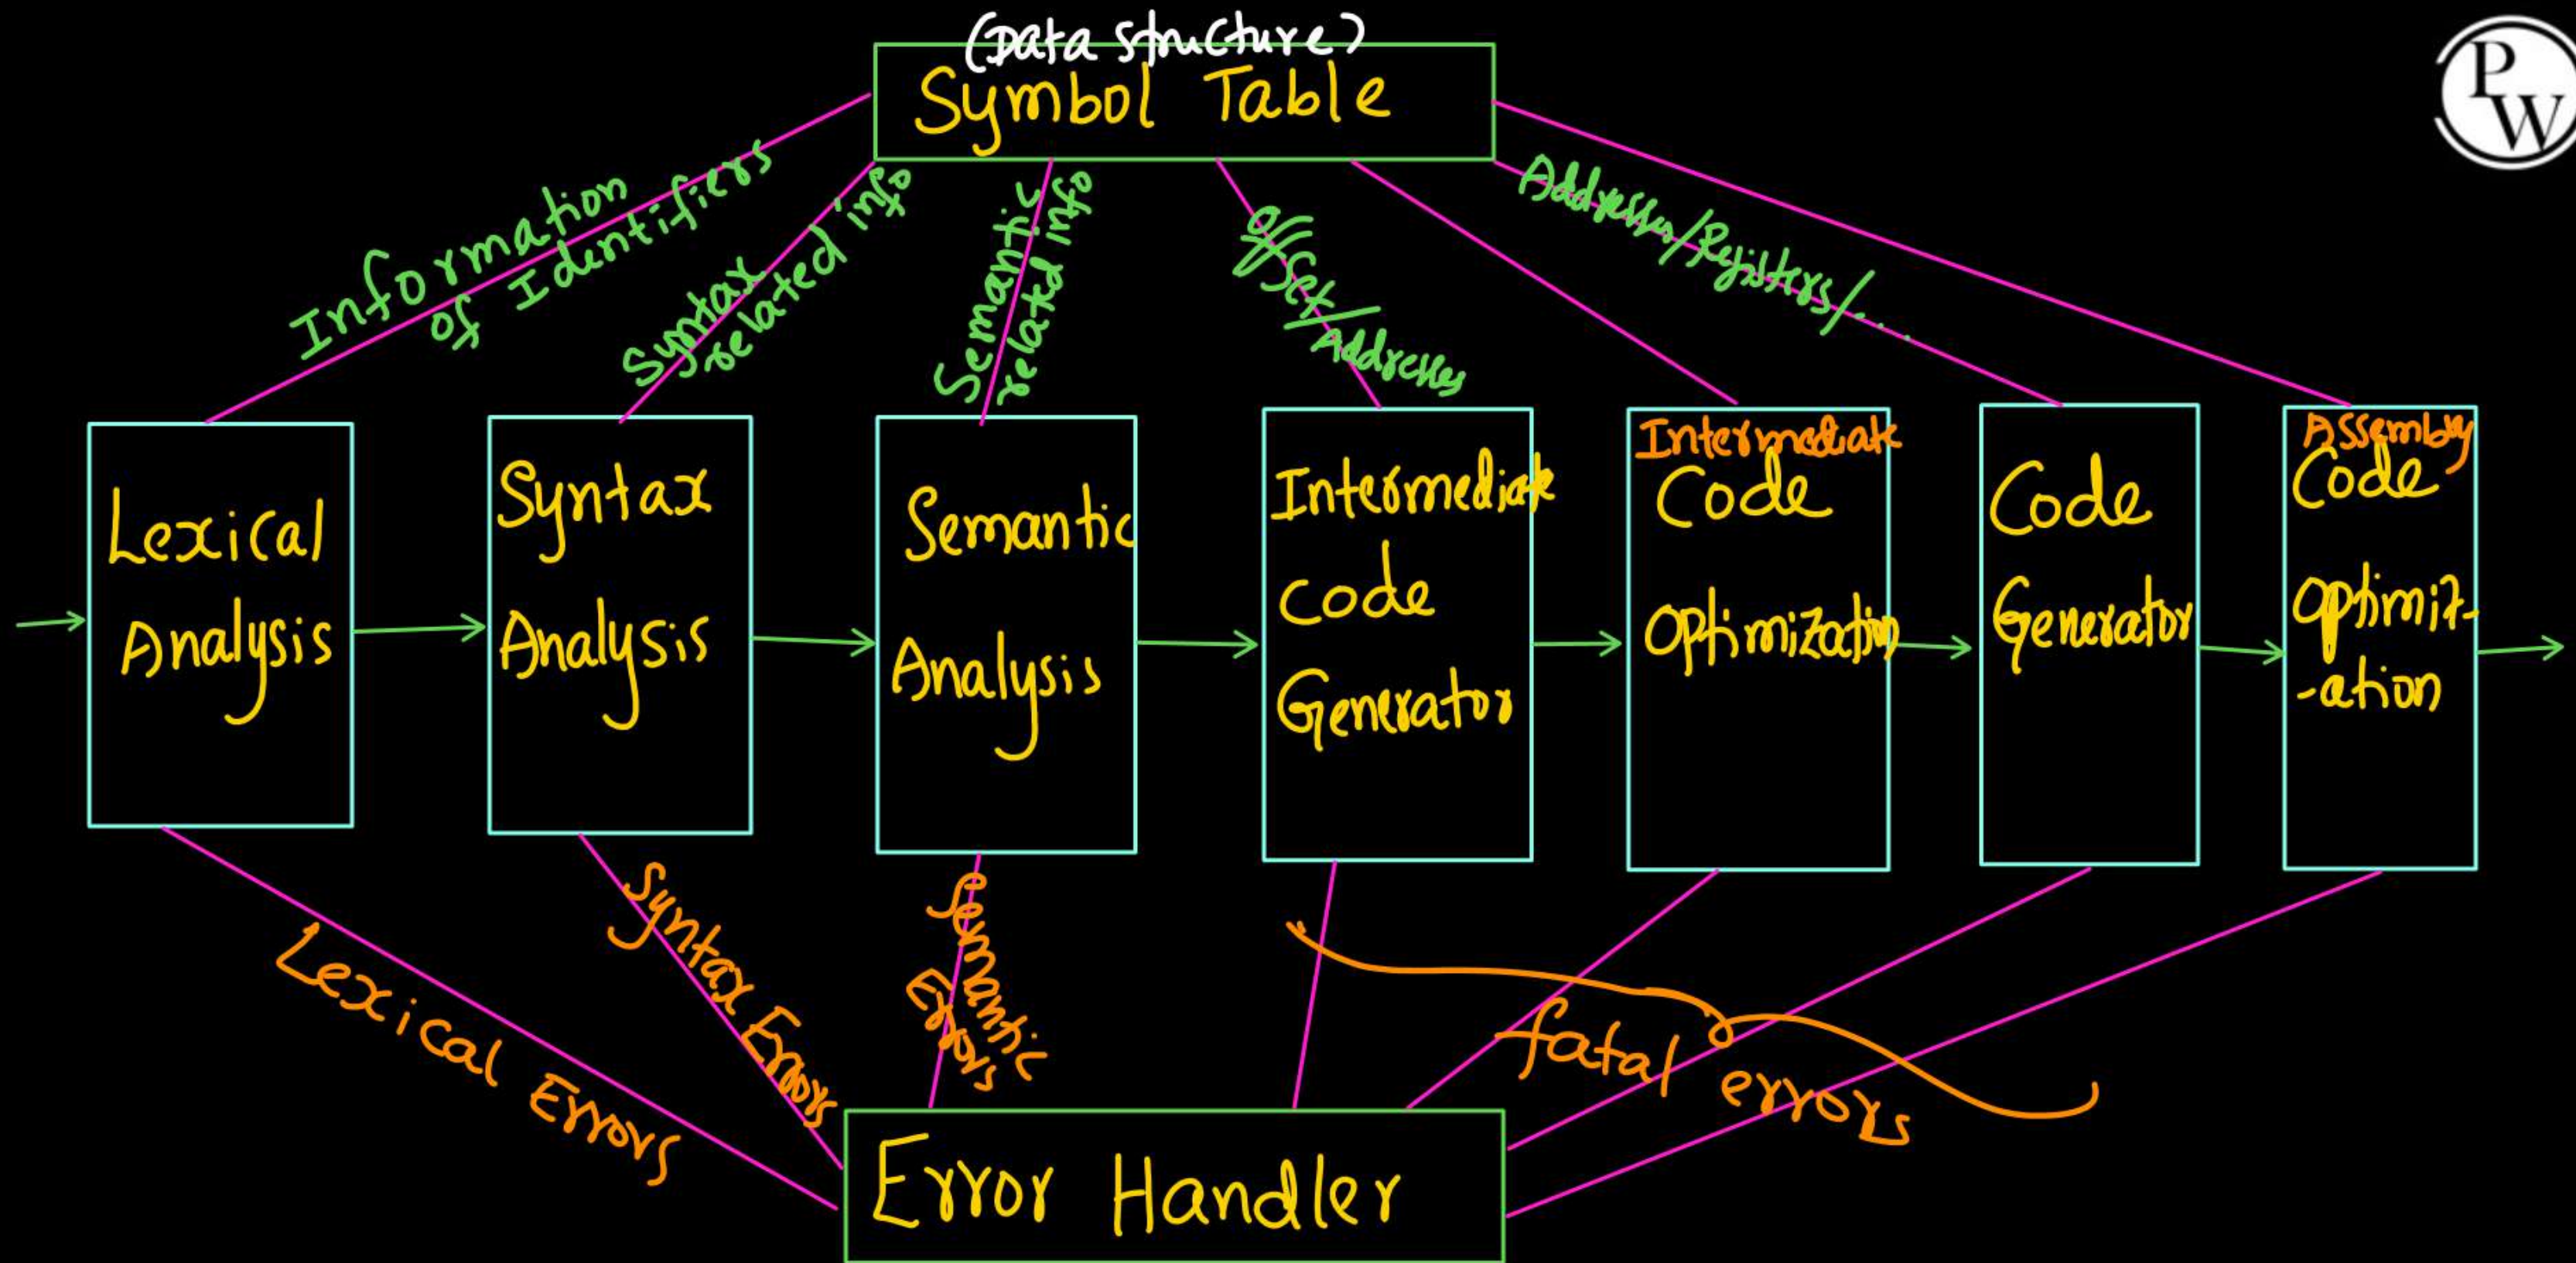 (Data structure)
Symbol Table
PW
Information
of Identifiers
Syntax
related info
Semantic
related info
offset/
Addresses
Addresses/Registers/....
Lexical
Analysis
Syntax
Analysis
Semantic
Analysis
Intermediate
Code
Generator
Intermediate
Code
Optimization
Code
Generator
Assembly
Code
Optimiz-
-ation
Lexical Errors
Syntax Errors
Semantic
Errors
fatal errors
Error Handler